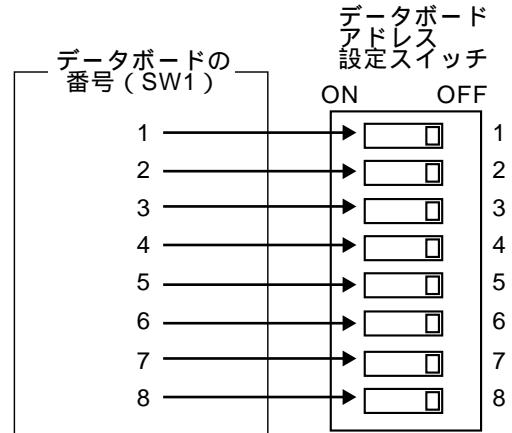 データボードの
番号（SW1）
データボード
アドレス
設定スイッチ
ON OFF
1 1
2 2
3 3
4 4
5 5
6 6
7 7
8 8